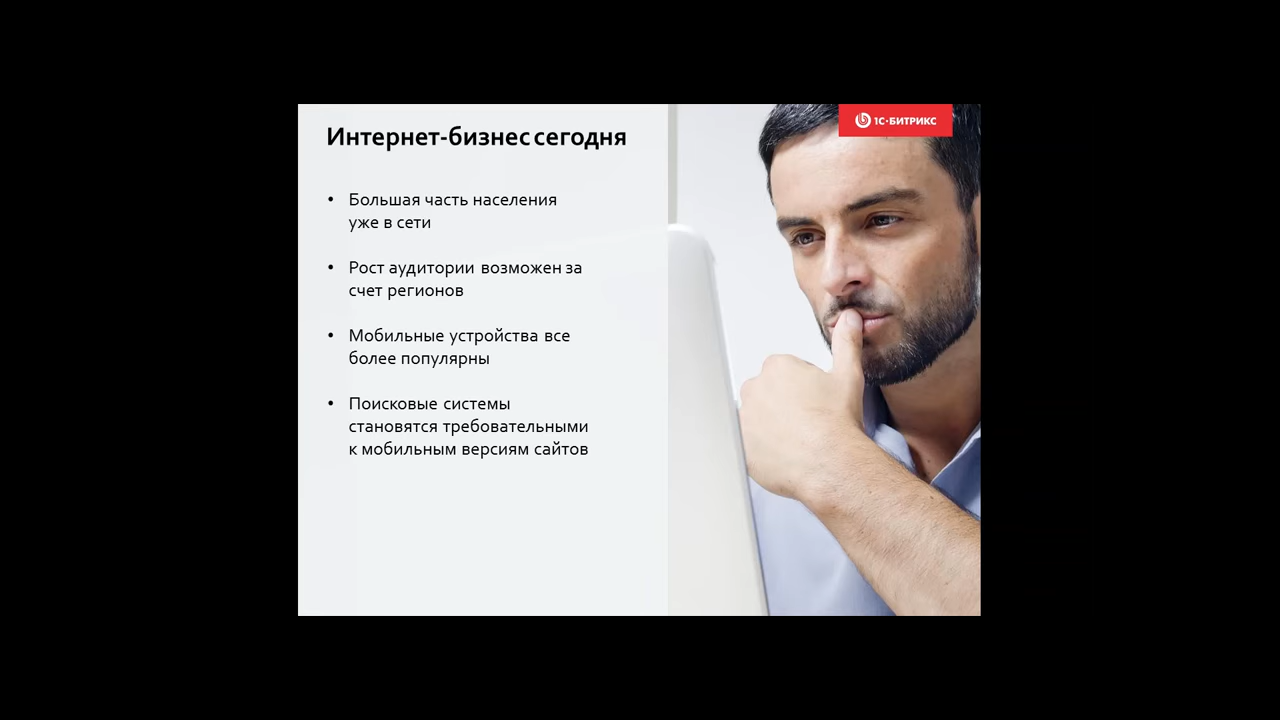 1С·БИТРИКС
Интернет-бизнес сегодня
• Большая часть населения
уже в сети
• Рост аудитории возможен за
счет регионов
• Мобильные устройства все
более популярны
• Поисковые системы
становятся требовательными
к мобильным версиям сайтов